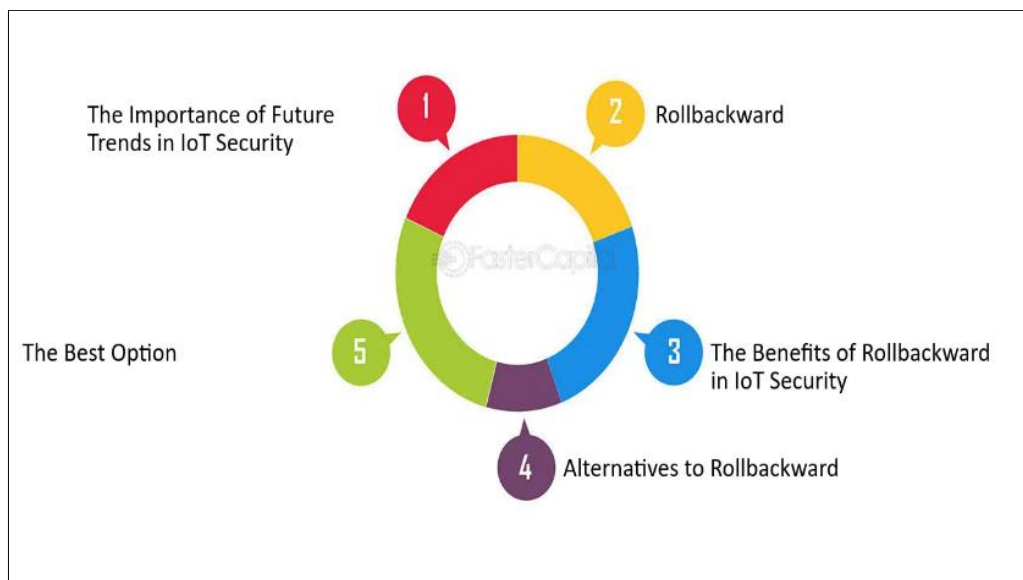 1
The Importance of Future
Trends in IoT Security
2
Rollbackward
FasterCapital
3
The Benefits of Rollbackward
in IoT Security
4
Alternatives to Rollbackward
5
The Best Option